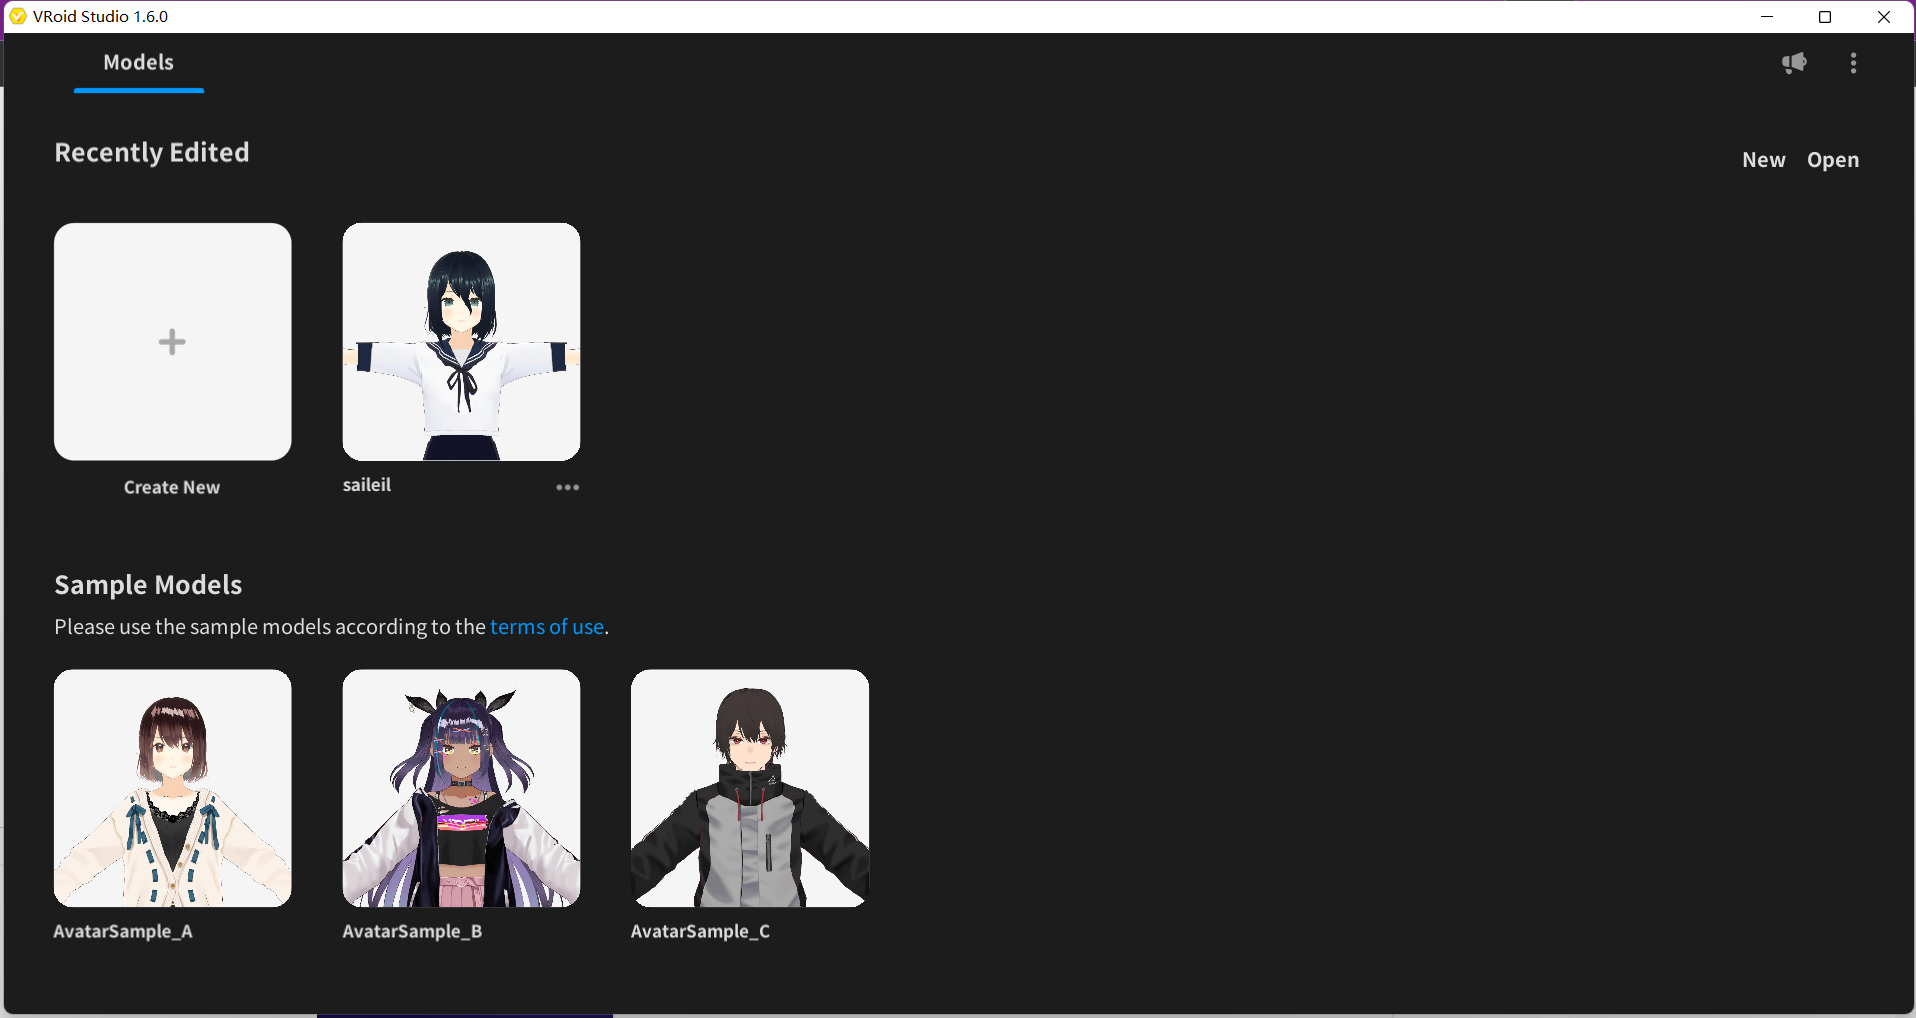 VRoid Studio 1.6.0
Models
Recently Edited
New Open
Create New
saileil
Sample Models
Please use the sample models according to the terms of use.
AvatarSample_A
AvatarSample_B
AvatarSample_C